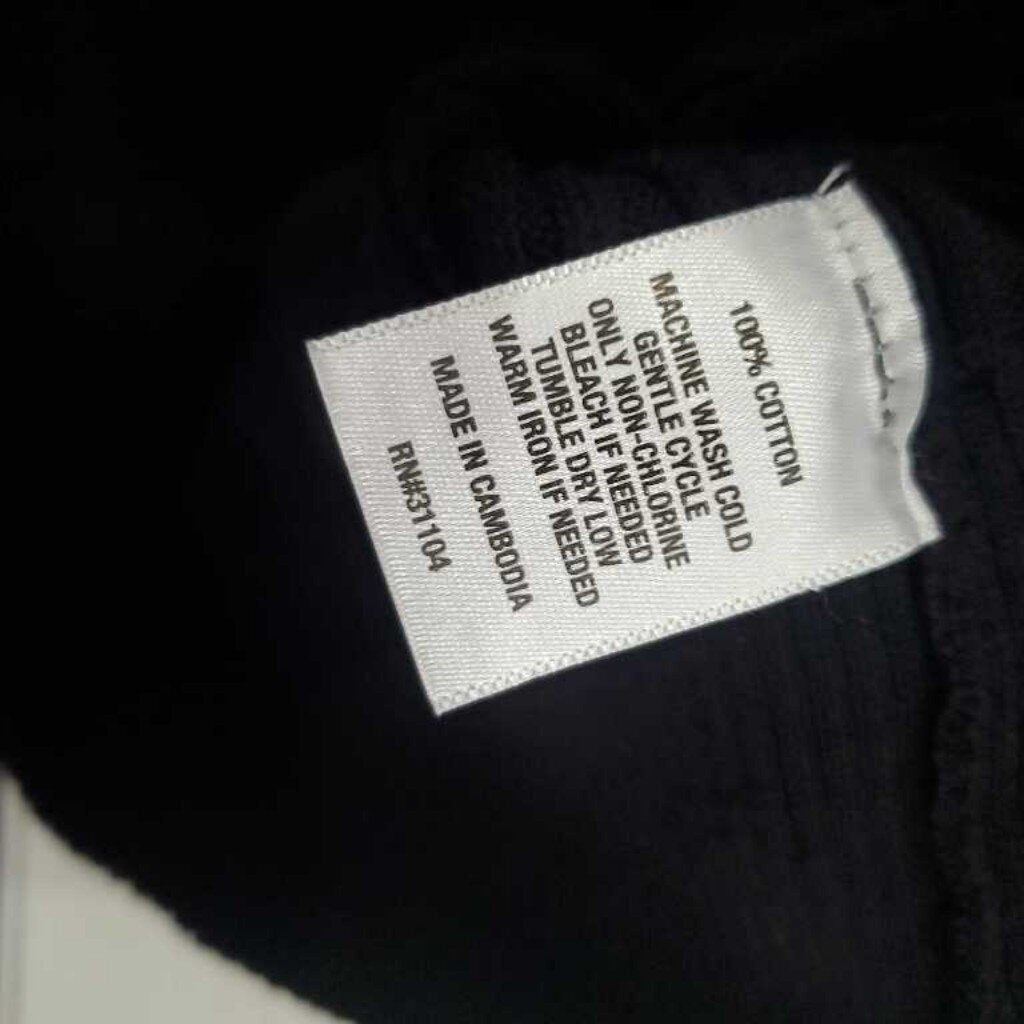 100% COTTON
MACHINE WASH COLD
GENTLE CYCLE
ONLY NON-CHLORINE
BLEACH IF NEEDED
TUMBLE DRY LOW
WARM IRON IF NEEDED
MADE IN CAMBODIA
RN#31104